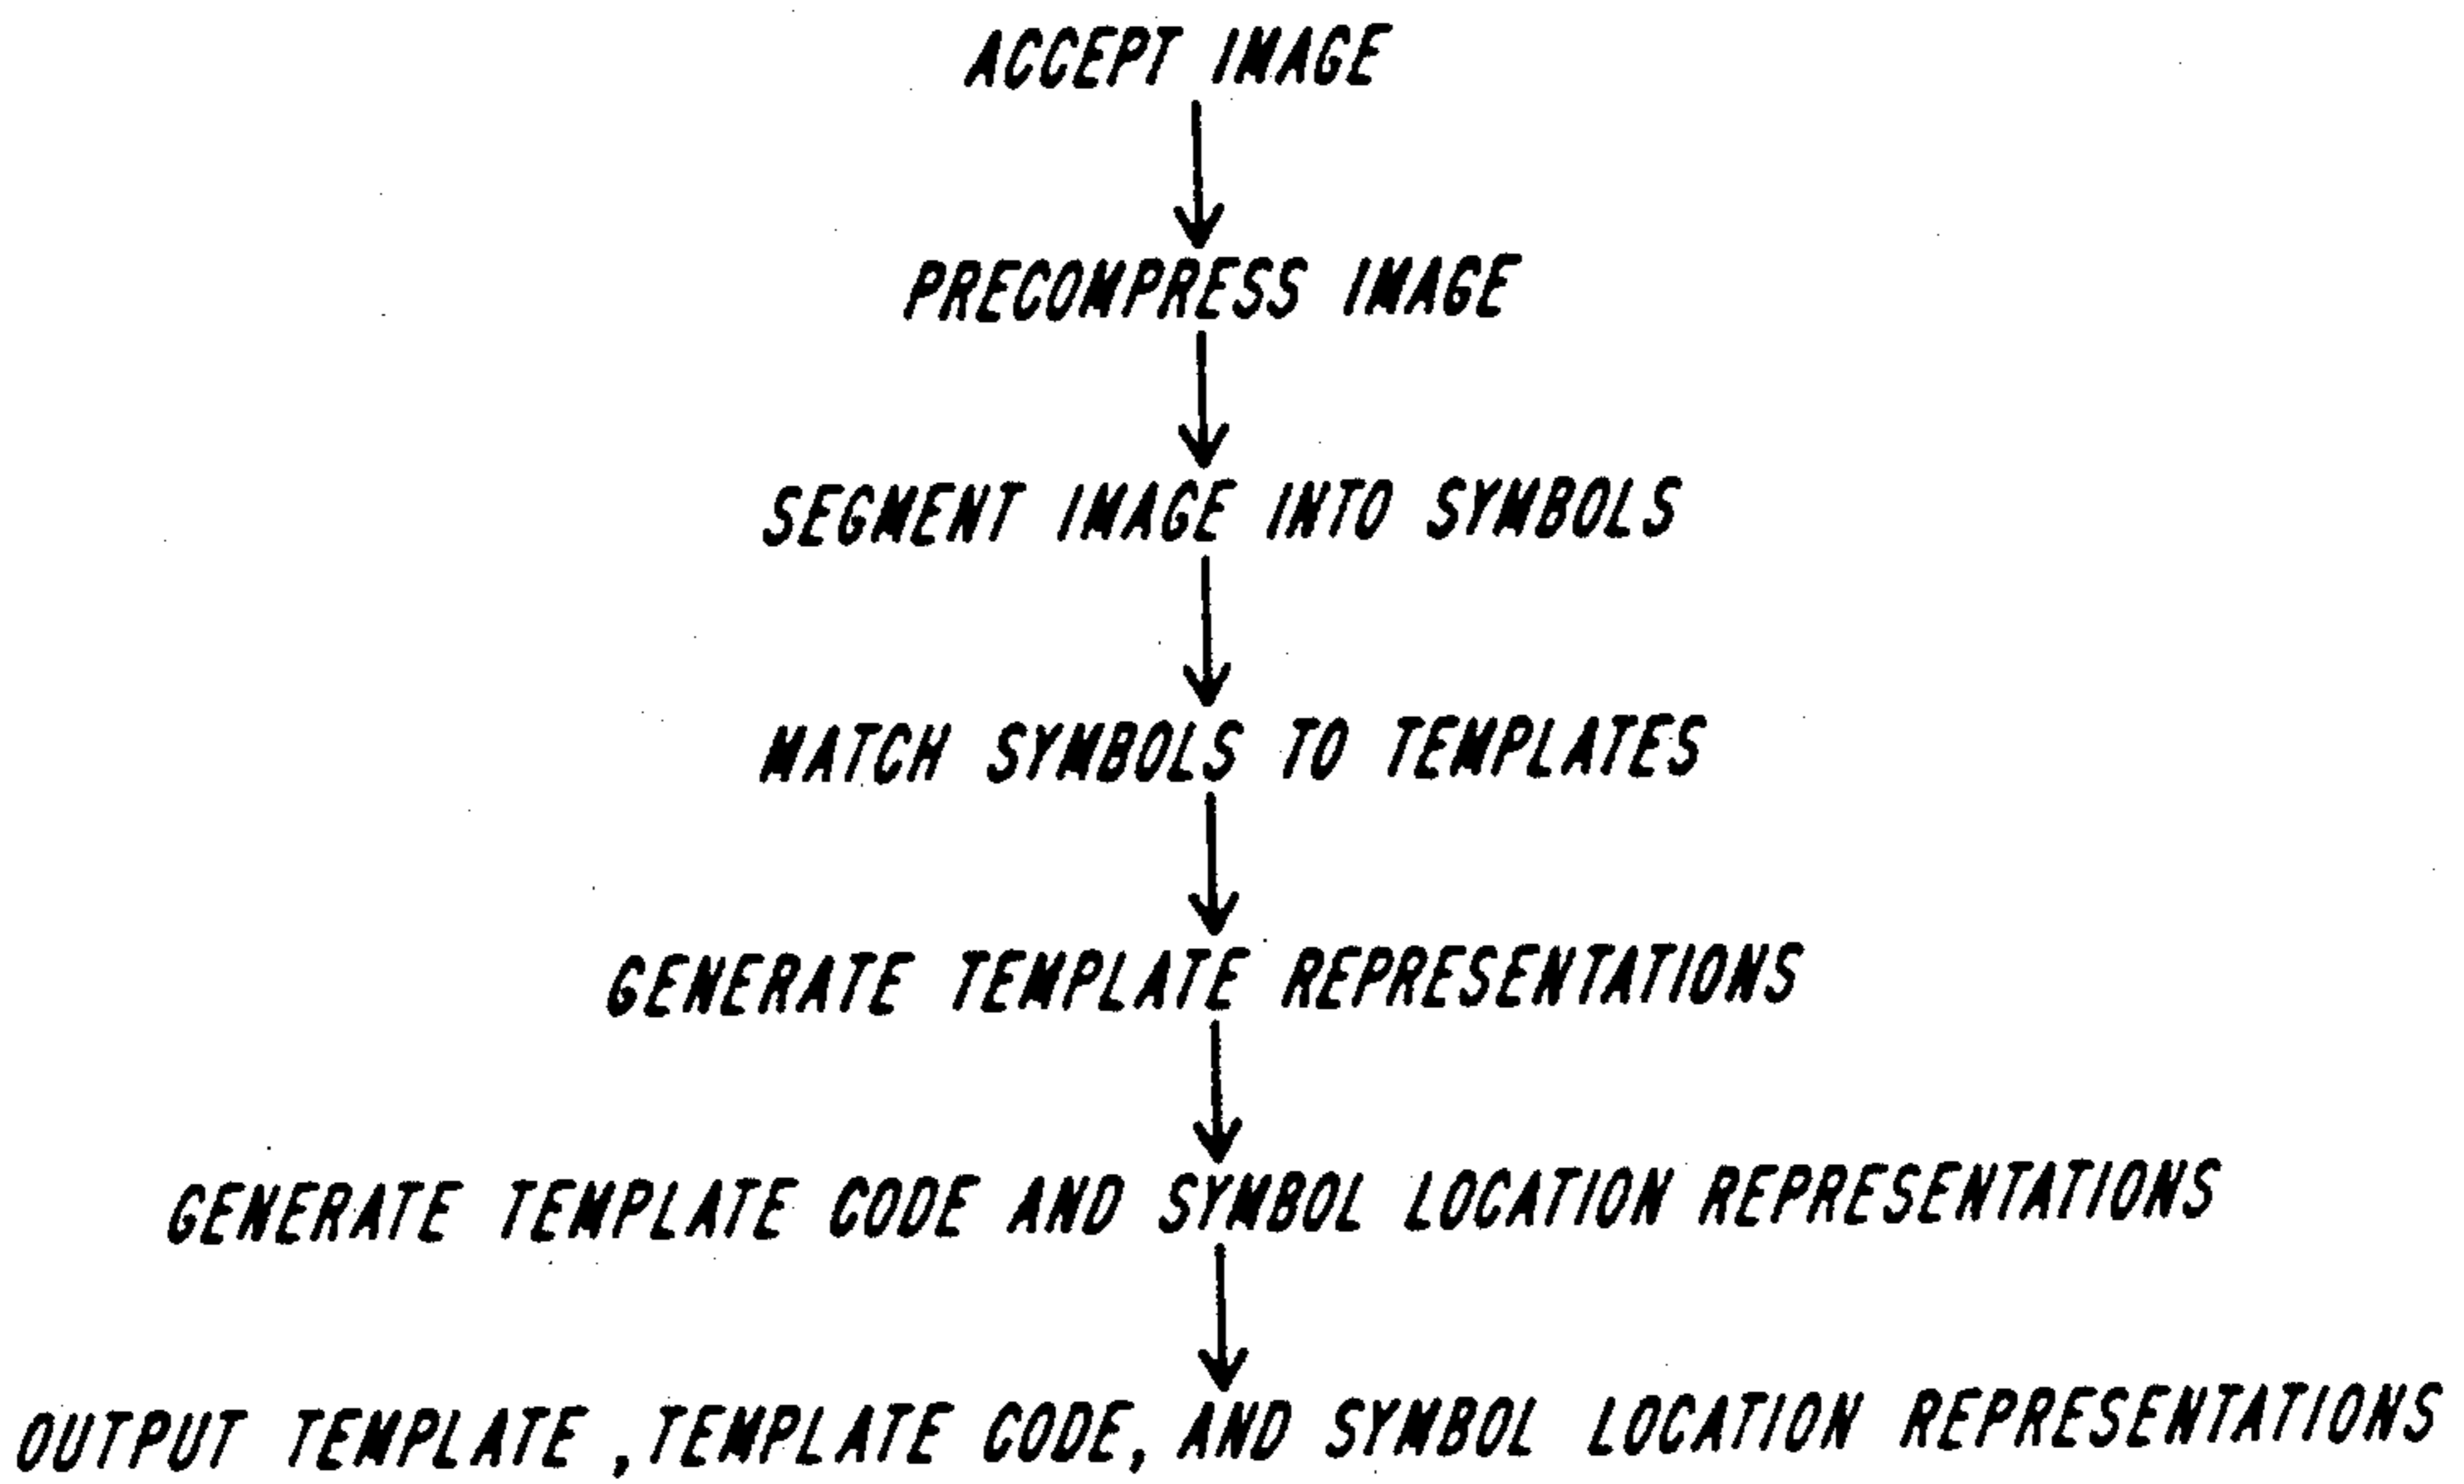 ACCEPT IMAGE
PRECOMPRESS IMAGE
SEGMENT IMAGE INTO SYMBOLS
MATCH SYMBOLS TO TEMPLATES
GENERATE TEMPLATE REPRESENTATIONS
GENERATE TEMPLATE CODE AND SYMBOL LOCATION REPRESENTATIONS
OUTPUT TEMPLATE ,TEMPLATE CODE, AND SYMBOL LOCATION REPRESENTATIONS